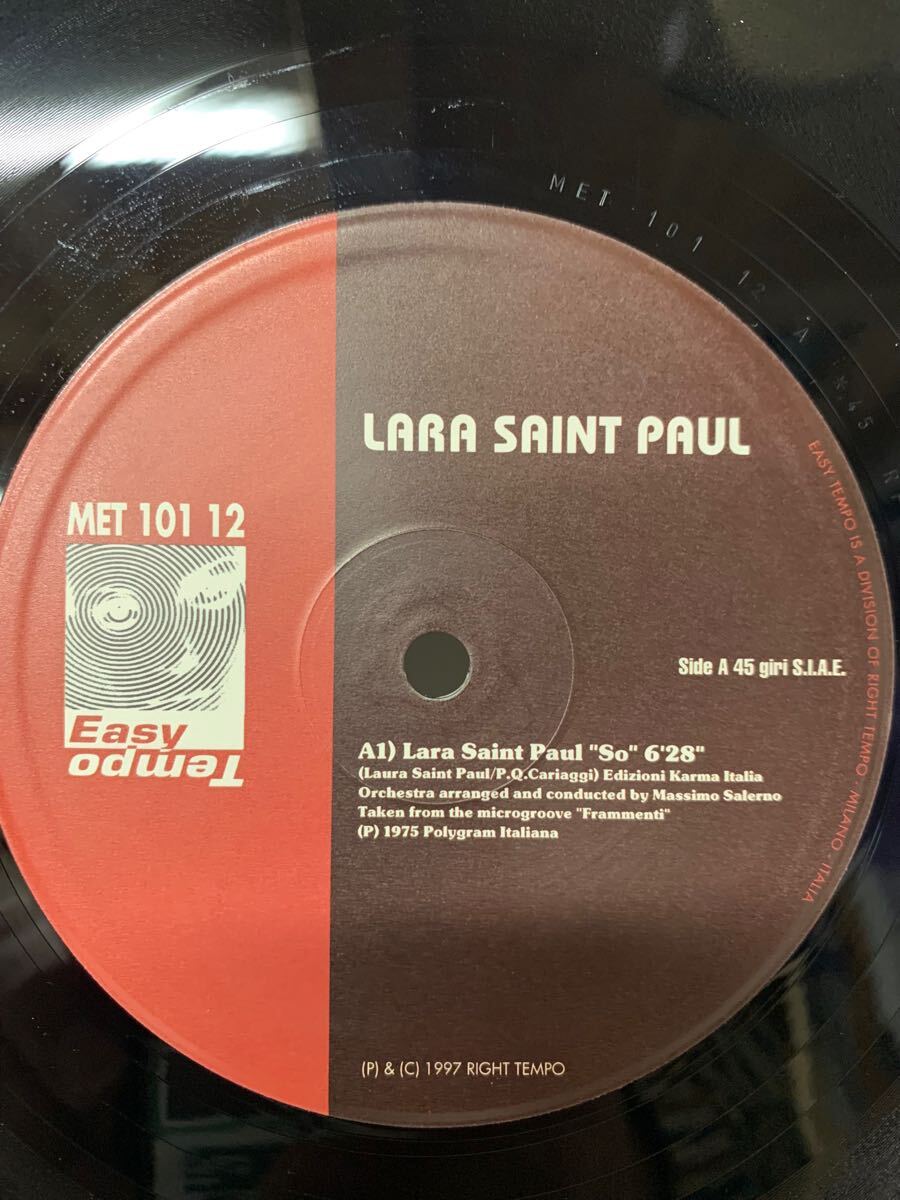 MET 101 12 A * 45 R
LARA SAINT PAUL
MET 101 12
Easy
Tempo
Side A 45 giri S.I.A.E.
A1) Lara Saint Paul "So" 6'28"
(Laura Saint Paul/P.Q.Cariaggi) Edizioni Karma Italia
Orchestra arranged and conducted by Massimo Salerno
Taken from the microgroove "Frammenti"
(P) 1975 Polygram Italiana
(P) & (C) 1997 RIGHT TEMPO
EASY TEMPO IS A DIVISION OF RIGHT TEMPO · MILANO · ITALIA